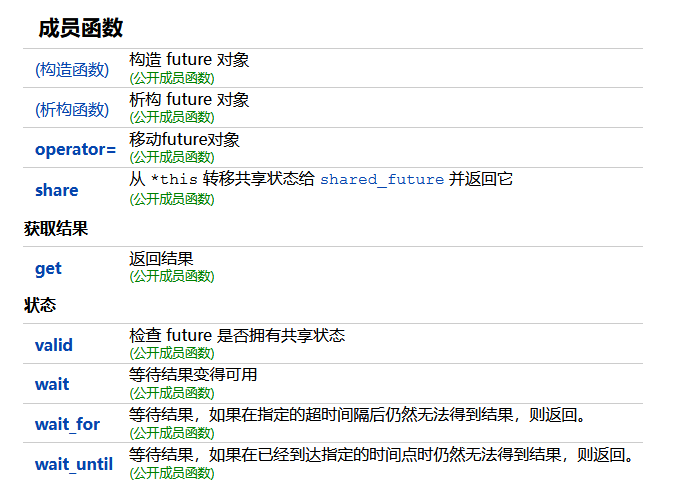 成员函数
(构造函数) 构造 future 对象
(公开成员函数)
(析构函数) 析构 future 对象
(公开成员函数)
operator= 移动future对象
(公开成员函数)
share 从 *this 转移共享状态给 shared_future 并返回它
(公开成员函数)
获取结果
get 返回结果
(公开成员函数)
状态
valid 检查 future 是否拥有共享状态
(公开成员函数)
wait 等待结果变得可用
(公开成员函数)
wait_for 等待结果，如果在指定的超时间隔后仍然无法得到结果，则返回。
(公开成员函数)
wait_until 等待结果，如果在已经到达指定的时间点时仍然无法得到结果，则返回。
(公开成员函数)